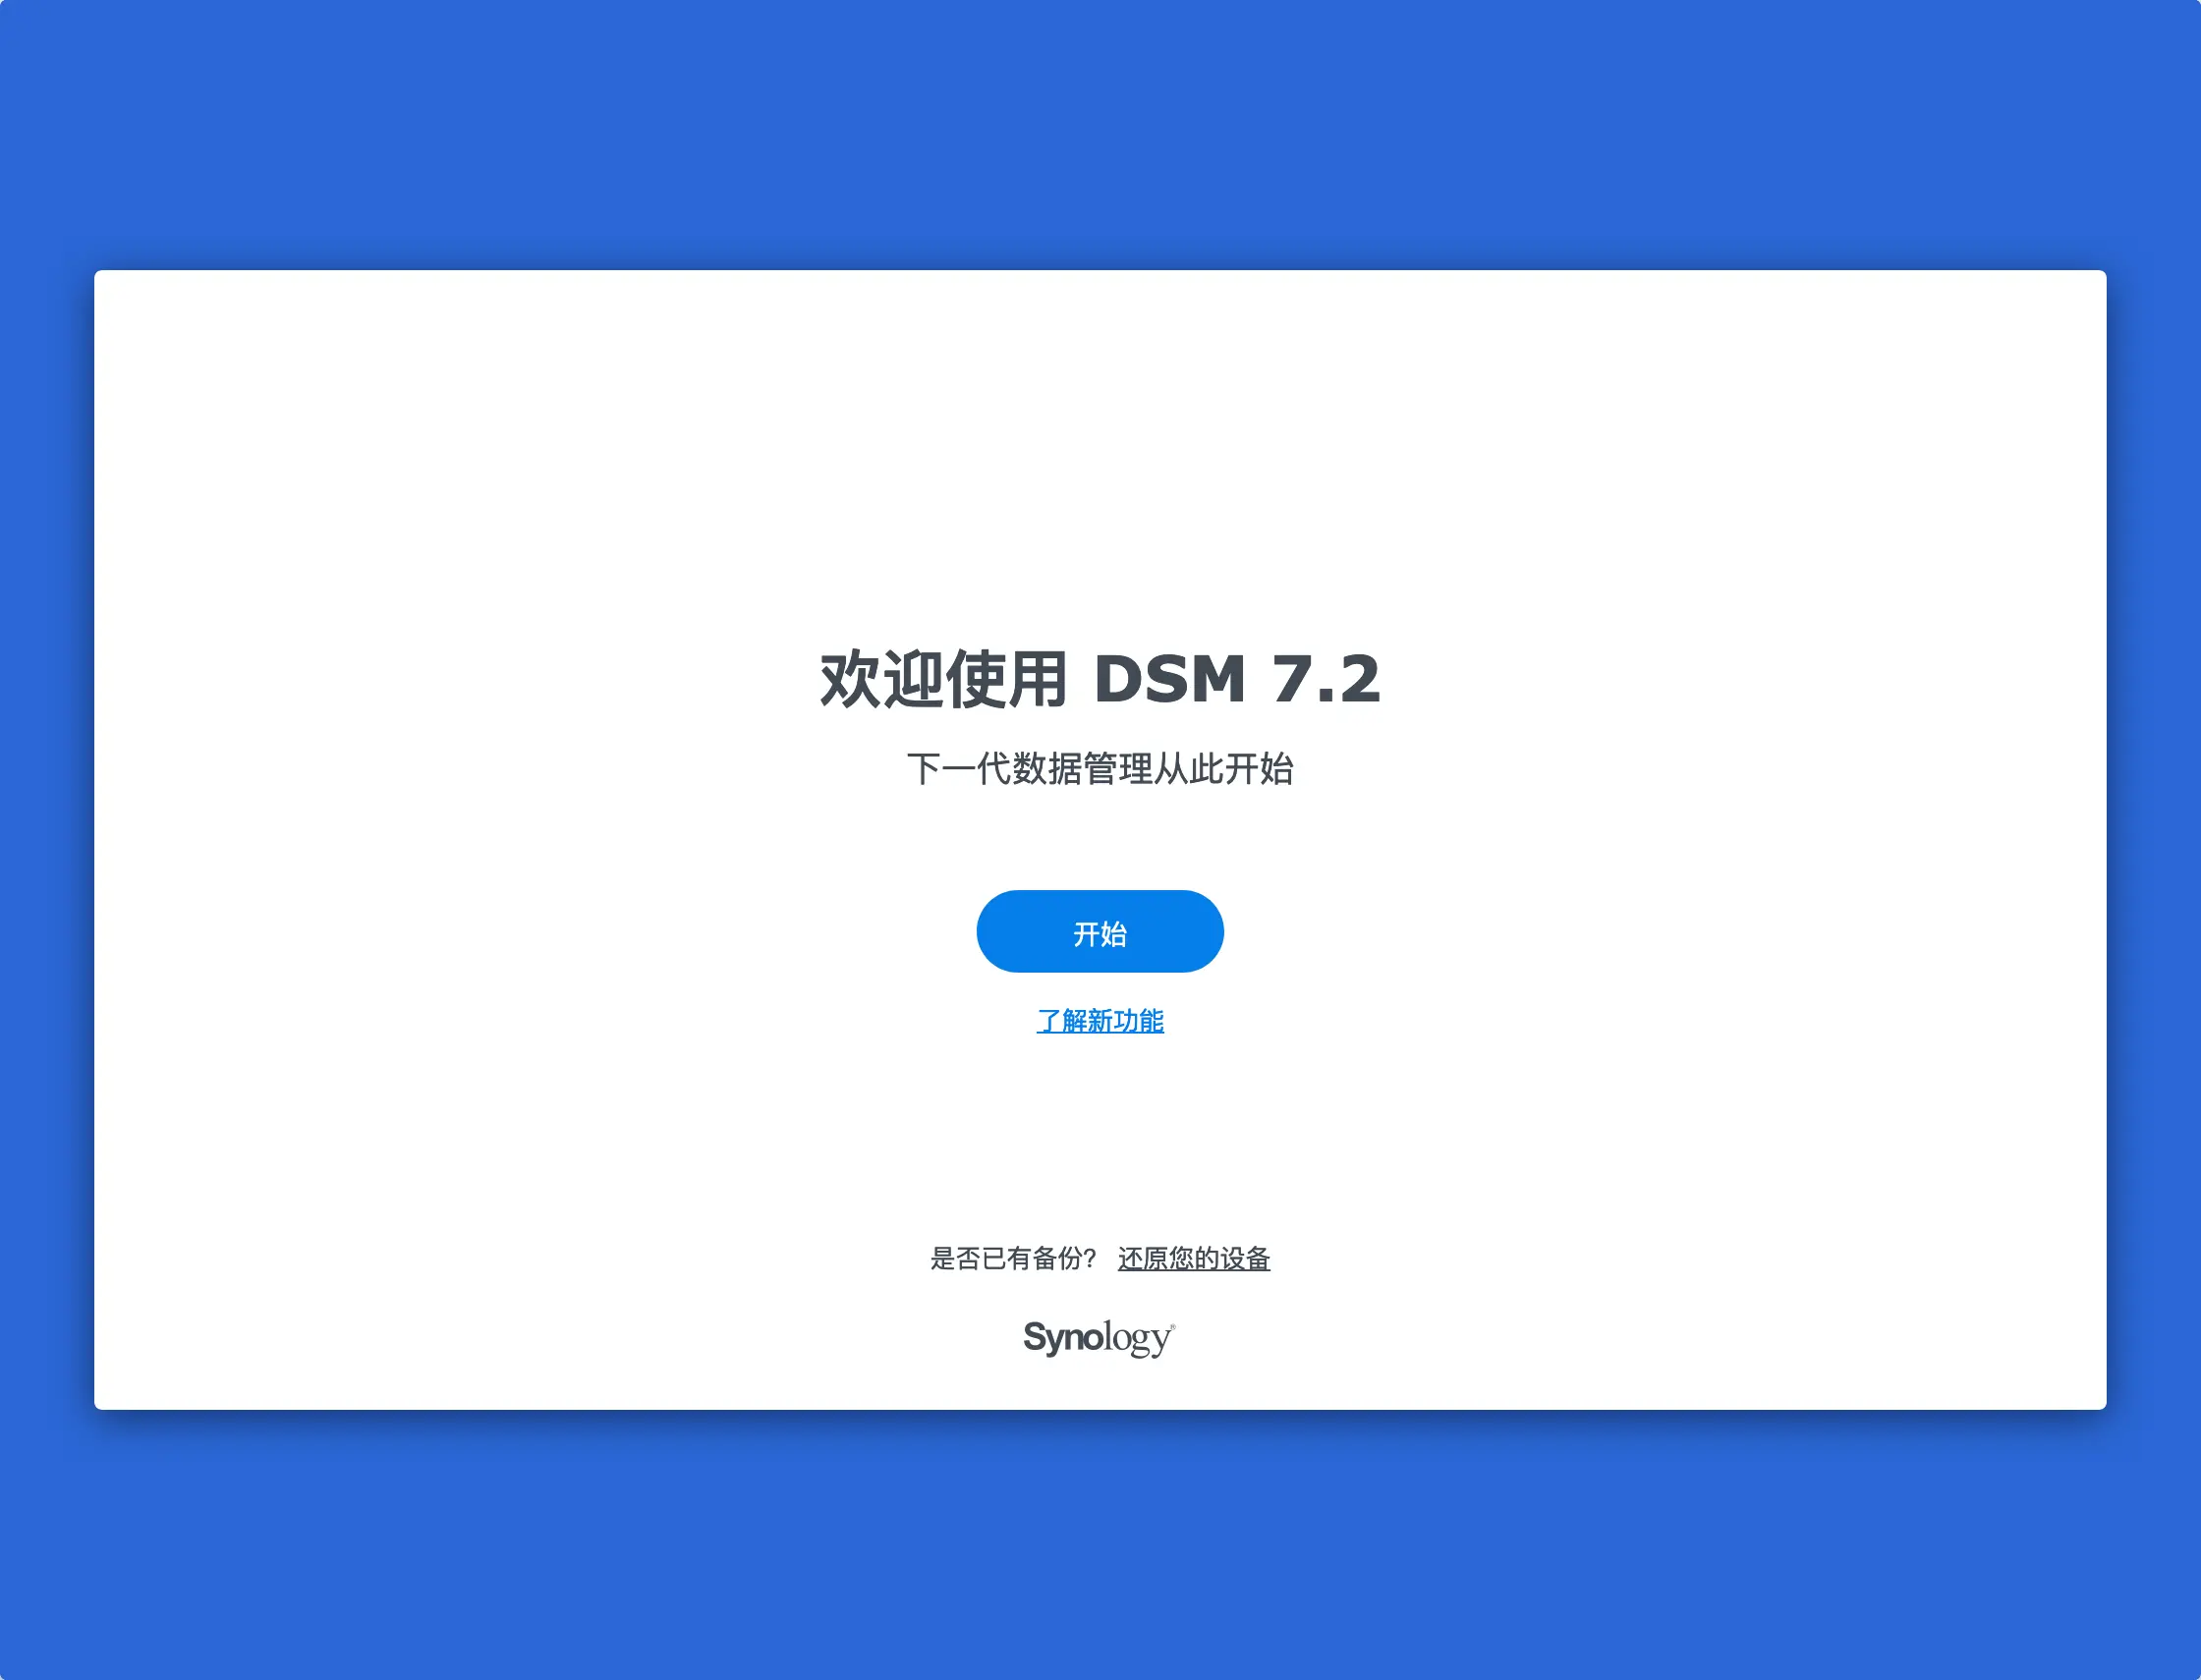 欢迎使用 DSM 7.2
下一代数据管理从此开始
开始
了解新功能
是否已有备份? 还原您的设备
Synology®